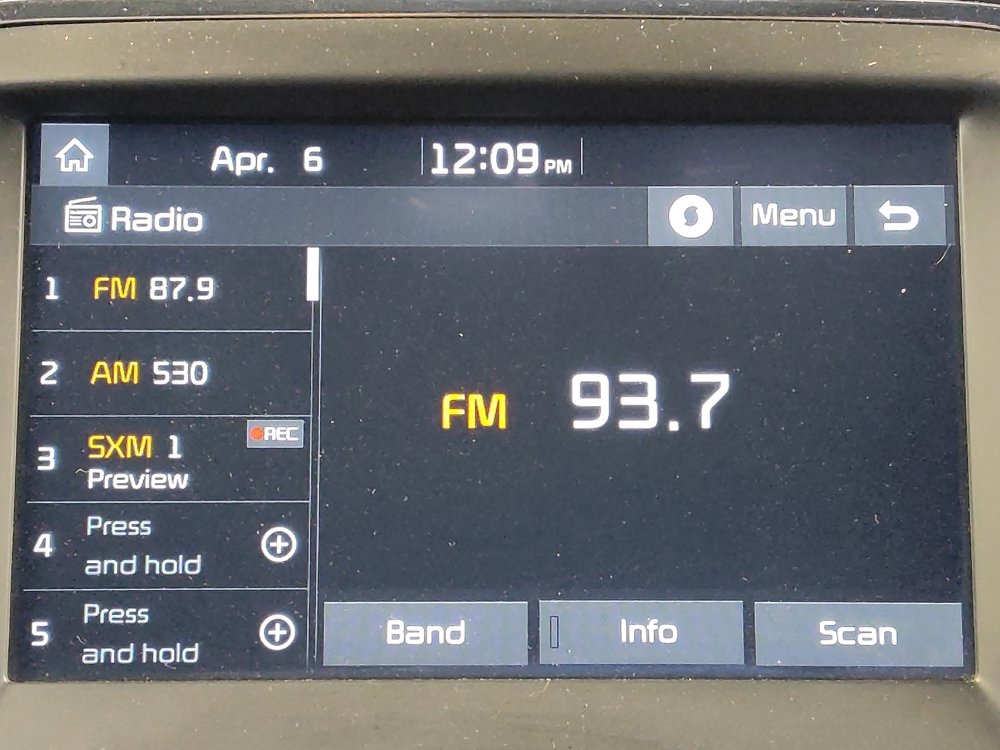 Apr. 6 12:09 PM
Radio Menu
1 FM 87.9
2 AM 530
3 SXM 1 REC
Preview
4 Press
and hold
5 Press
and hold
FM 93.7
Band Info Scan